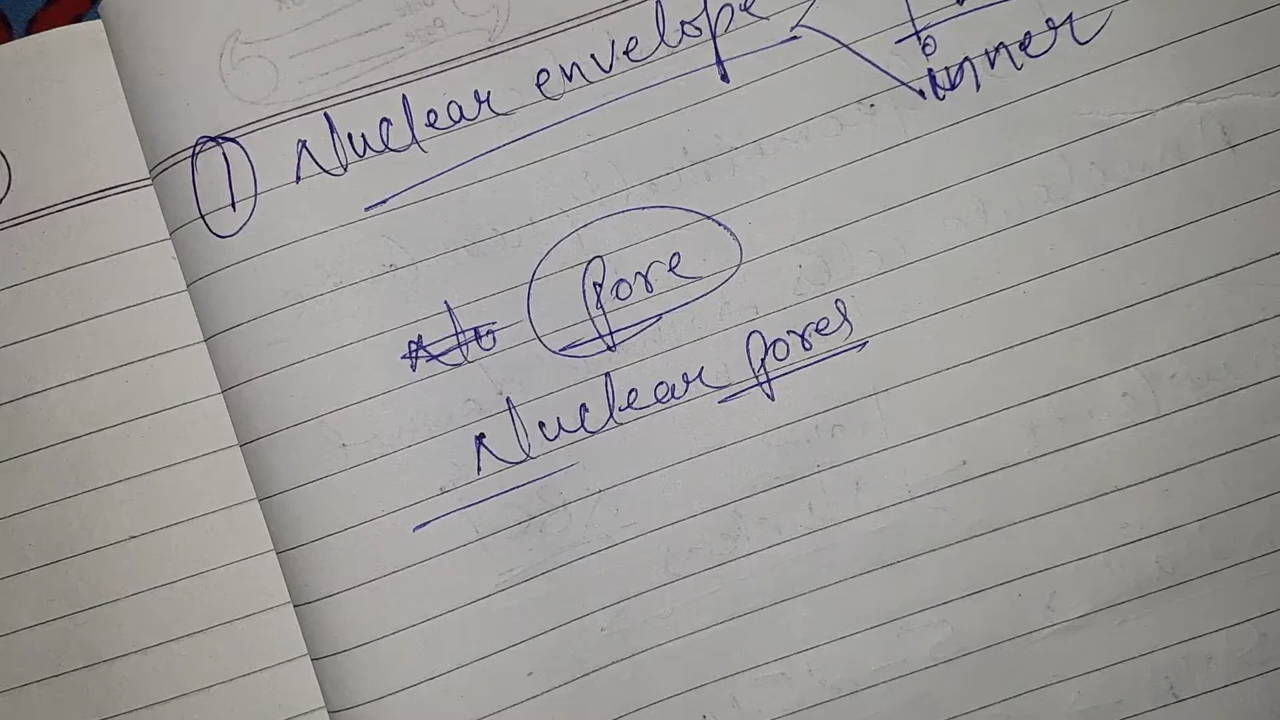 ① Nuclear envelope
inner
pore
Nuclear pores